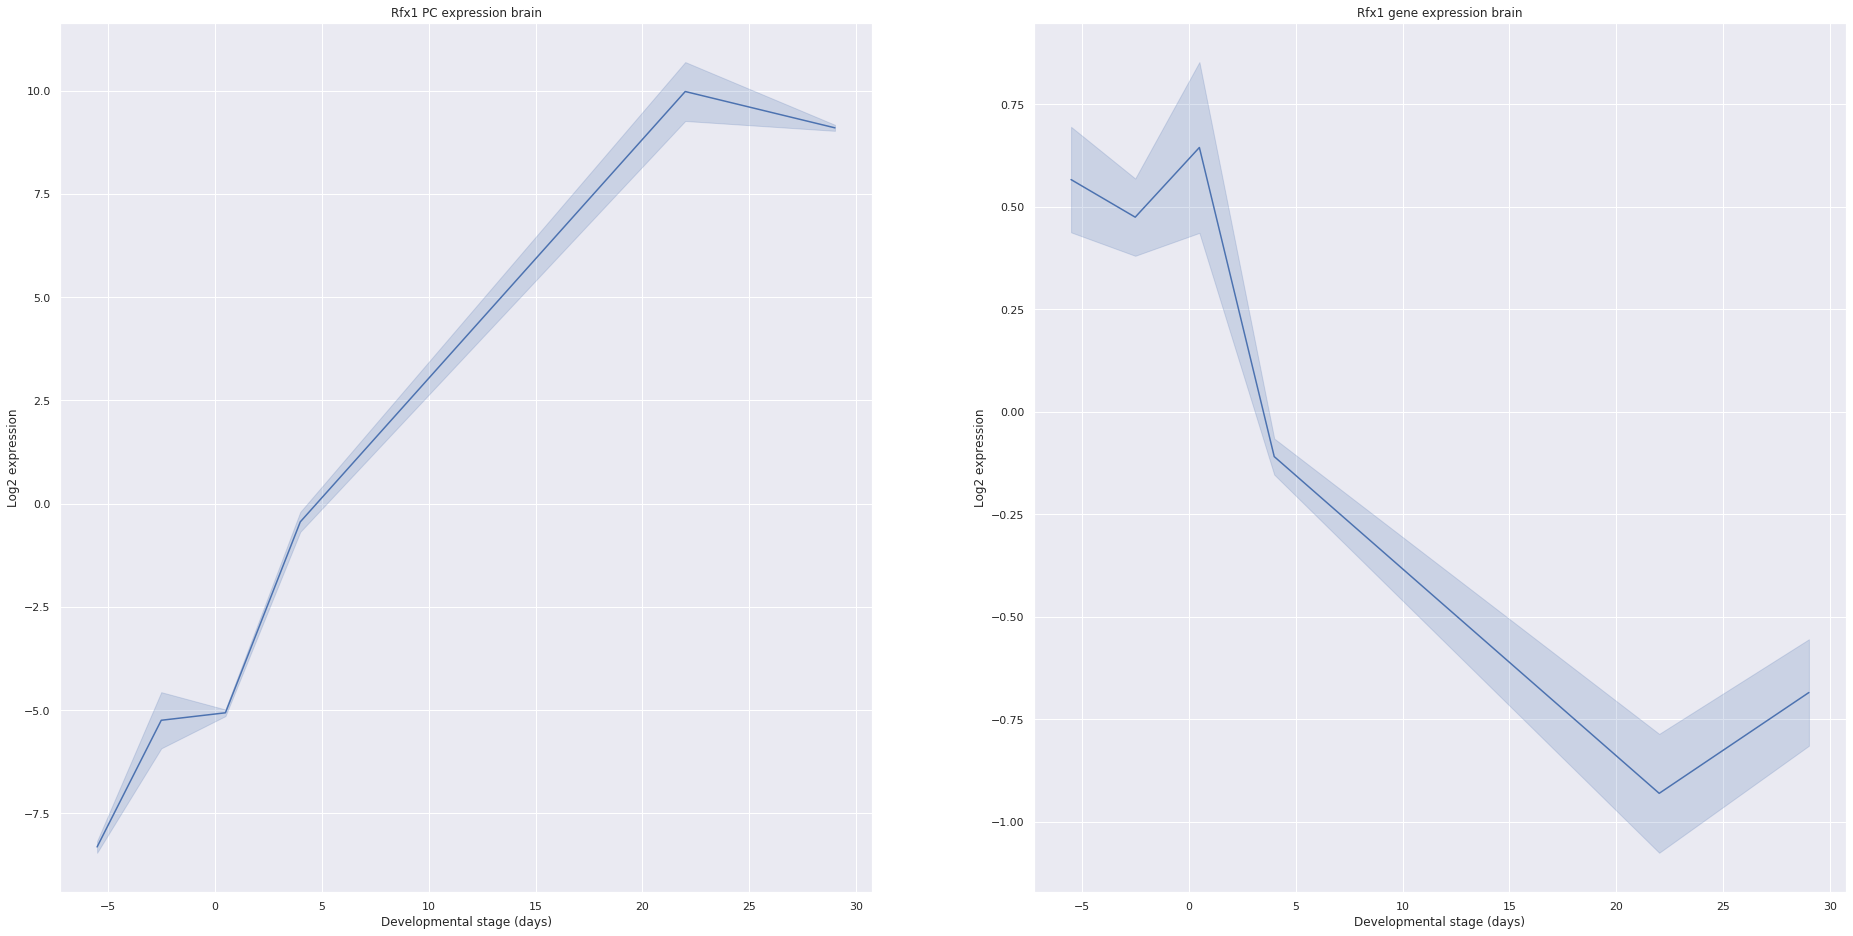 Rfx1 PC expression brain
Log2 expression
10.0
7.5
5.0
2.5
0.0
−2.5
−5.0
−7.5
−5 0 5 10 15 20 25 30
Developmental stage (days)
Rfx1 gene expression brain
Log2 expression
0.75
0.50
0.25
0.00
−0.25
−0.50
−0.75
−1.00
−5 0 5 10 15 20 25 30
Developmental stage (days)